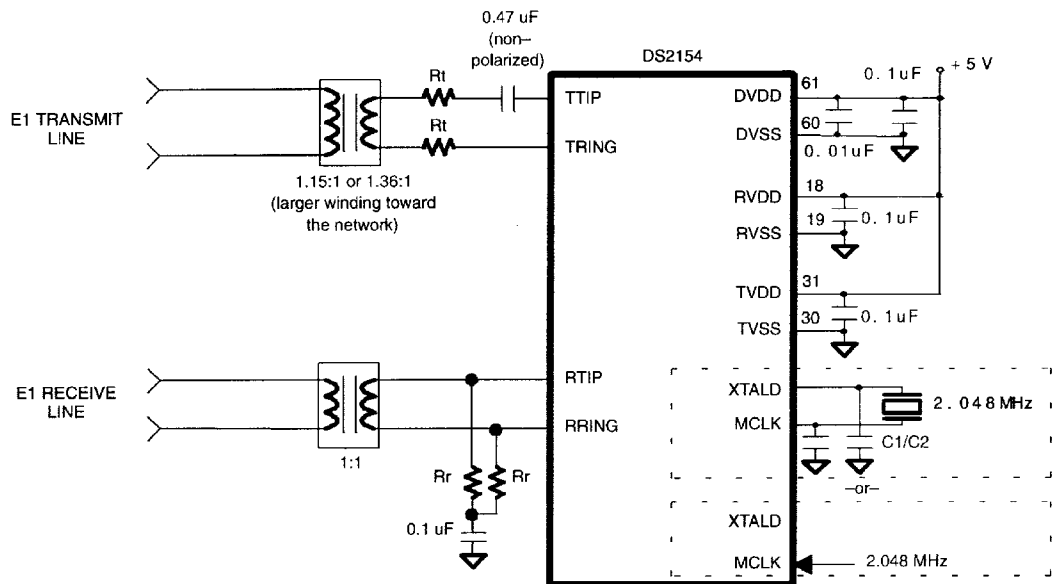 0.47 uF
(non–
polarized)
DS2154
+ 5 V
E1 TRANSMIT
LINE
Rt
Rt
1.15:1 or 1.36:1
(larger winding toward
the network)
TTIP
TRING
DVDD
61
0.1uF
DVSS
60
0.01uF
RVDD
18
RVSS
19
0.1uF
TVDD
31
TVSS
30
0.1uF
E1 RECEIVE
LINE
1:1
RTIP
RRING
Rr
Rr
0.1 uF
XTALD
MCLK
2.048MHz
C1/C2
–or–
XTALD
MCLK
2.048 MHz